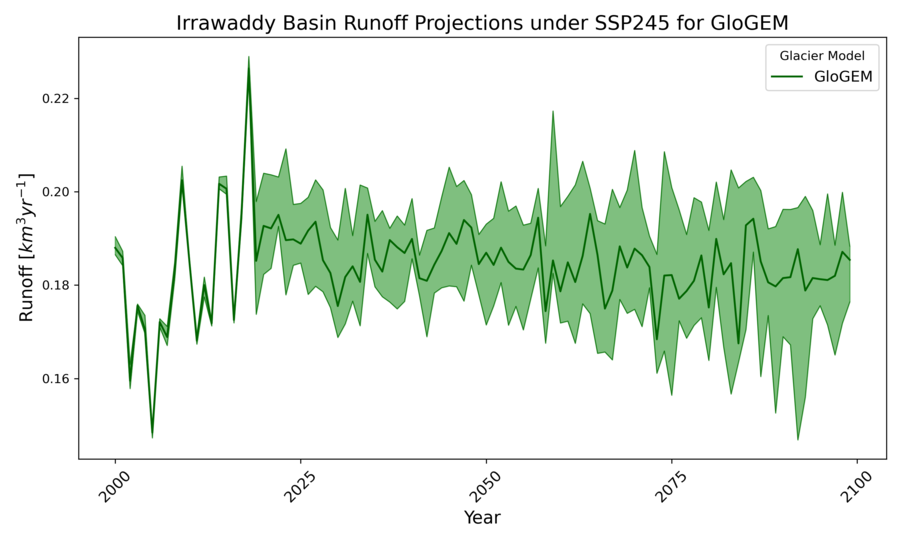 Irrawaddy Basin Runoff Projections under SSP245 for GloGEM
Glacier Model
GloGEM
Runoff [km³yr⁻¹]
0.22
0.20
0.18
0.16
2000
2025
2050
2075
2100
Year